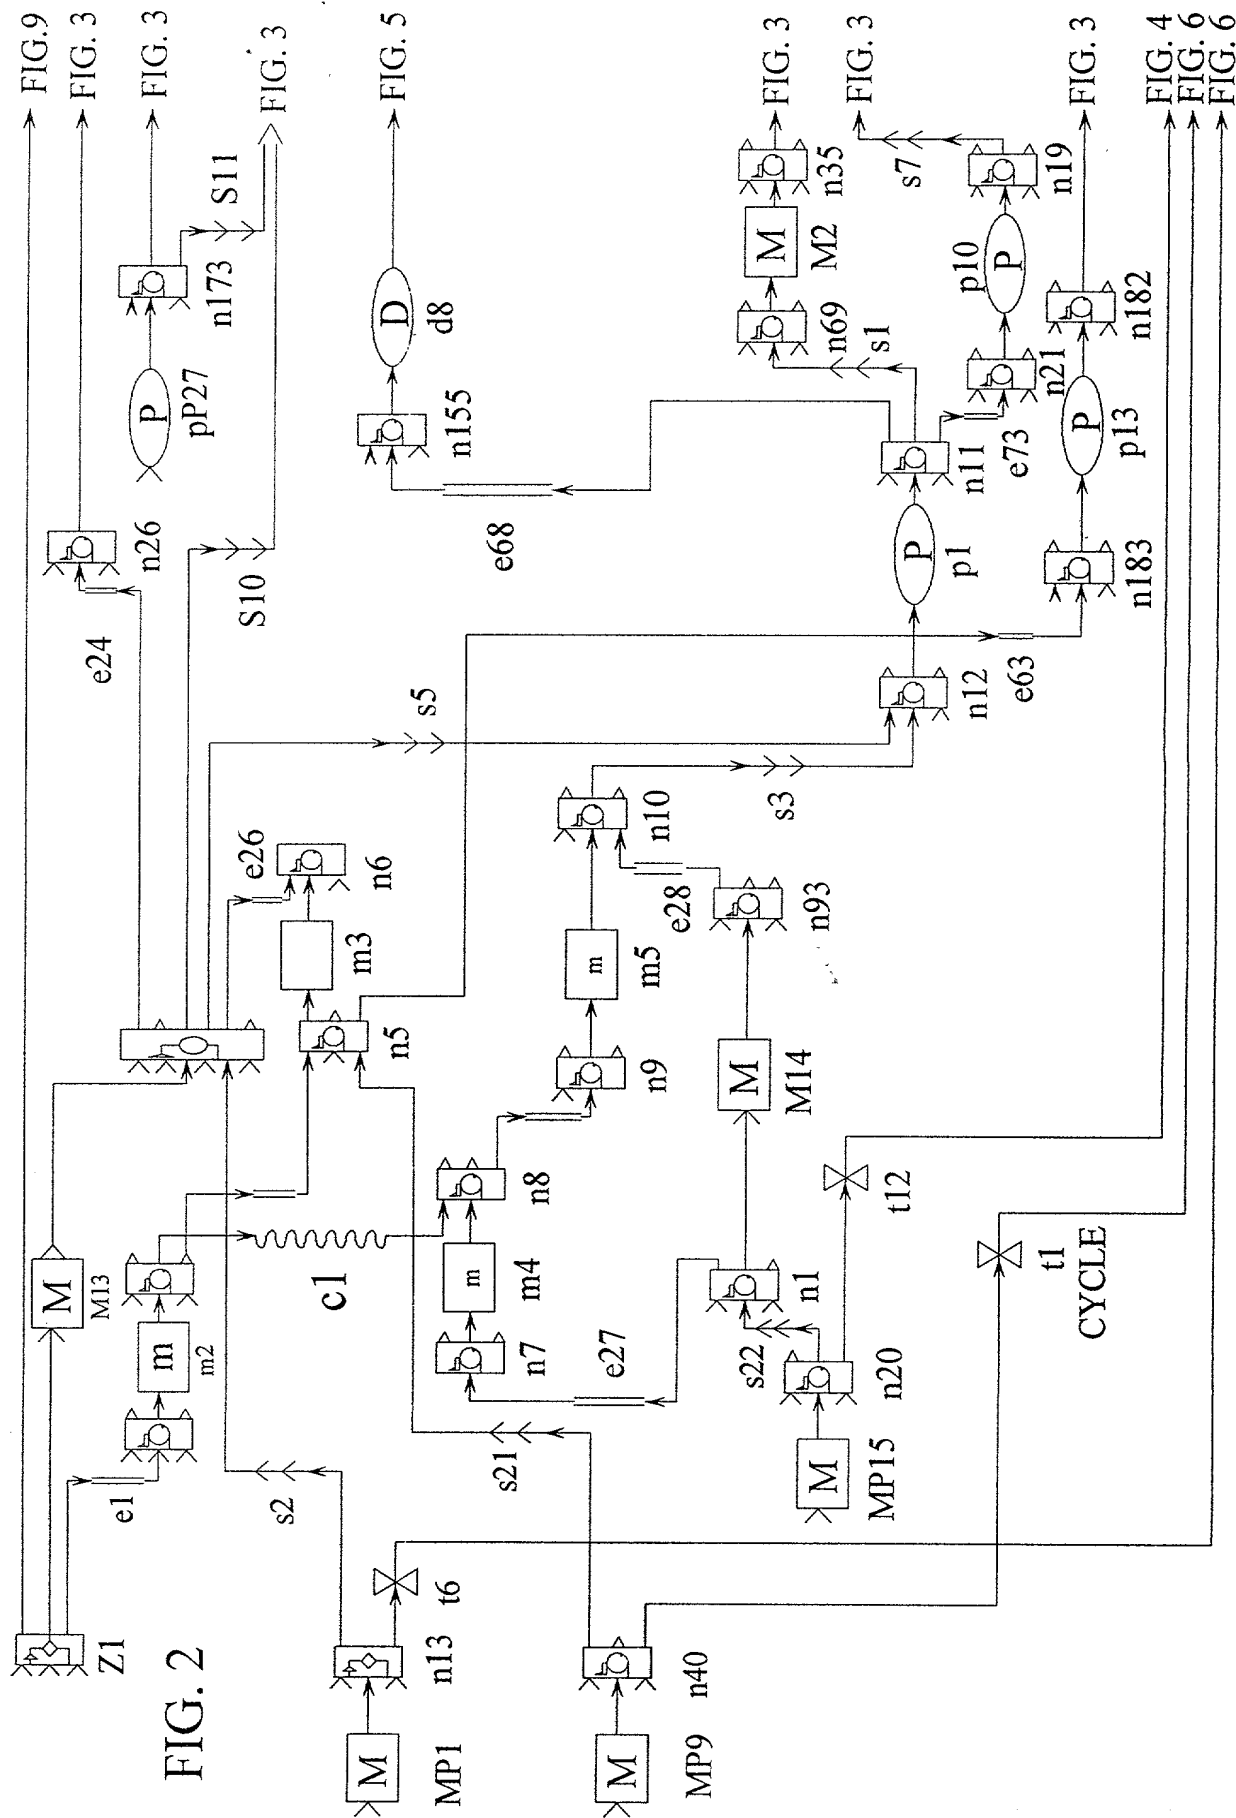 FIG. 2
Z1
e1
m
m2
M
M13
e24
n26
FIG.9
FIG. 3
P
pP27
n173
S11
FIG. 3
FIG. 3
S10
s2
M
MP1
n13
t6
c1
m3
e26
n6
n5
s5
n155
D
d8
FIG. 5
e68
M
MP9
n40
s21
n7
m
m4
n8
n9
m
m5
n10
s3
e27
M
MP15
n20
s22
n1
M
M14
n93
e28
n12
P
p1
n11
s1
n69
M
M2
n35
FIG. 3
e73
n21
P
p10
n19
s7
FIG. 3
e63
n183
P
p13
n182
FIG. 3
t12
t1
CYCLE
FIG. 4
FIG. 6
FIG. 6